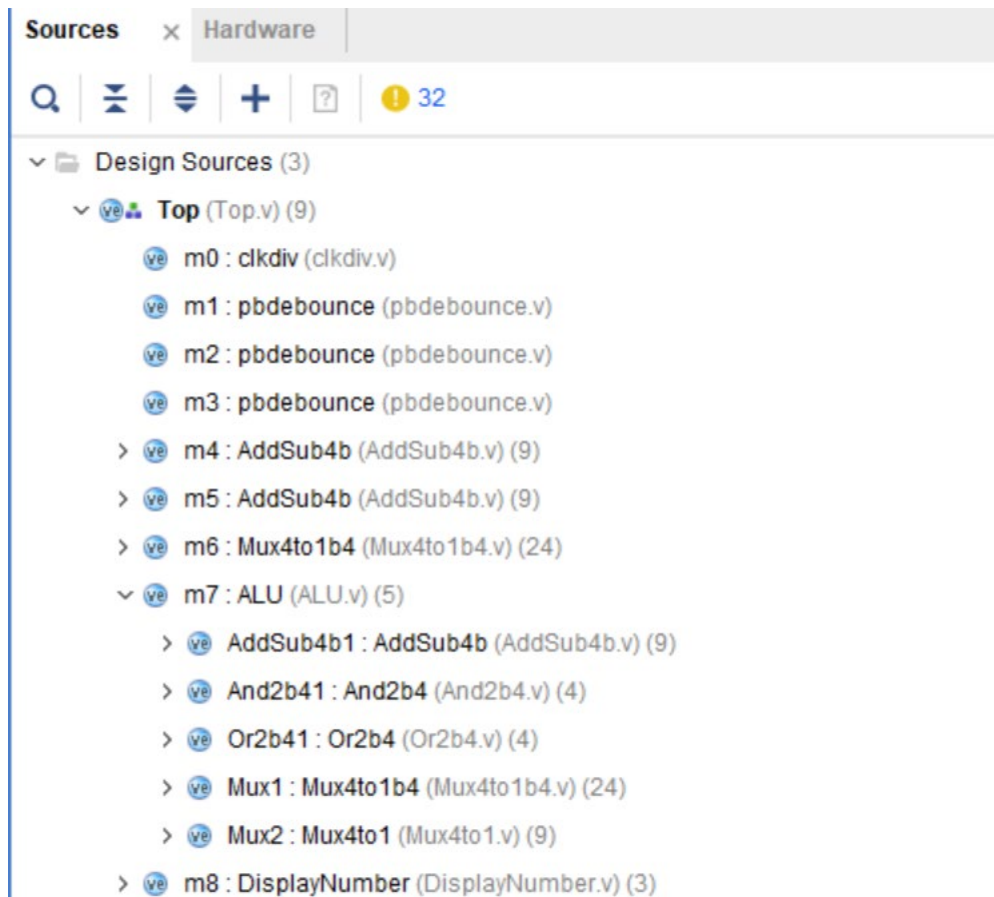 Sources × Hardware
32
Design Sources (3)
Top (Top.v) (9)
m0 : clkdiv (clkdiv.v)
m1 : pbdebounce (pbdebounce.v)
m2 : pbdebounce (pbdebounce.v)
m3 : pbdebounce (pbdebounce.v)
m4 : AddSub4b (AddSub4b.v) (9)
m5 : AddSub4b (AddSub4b.v) (9)
m6 : Mux4to1b4 (Mux4to1b4.v) (24)
m7 : ALU (ALU.v) (5)
AddSub4b1 : AddSub4b (AddSub4b.v) (9)
And2b41 : And2b4 (And2b4.v) (4)
Or2b41 : Or2b4 (Or2b4.v) (4)
Mux1 : Mux4to1b4 (Mux4to1b4.v) (24)
Mux2 : Mux4to1 (Mux4to1.v) (9)
m8 : DisplayNumber (DisplayNumber.v) (3)